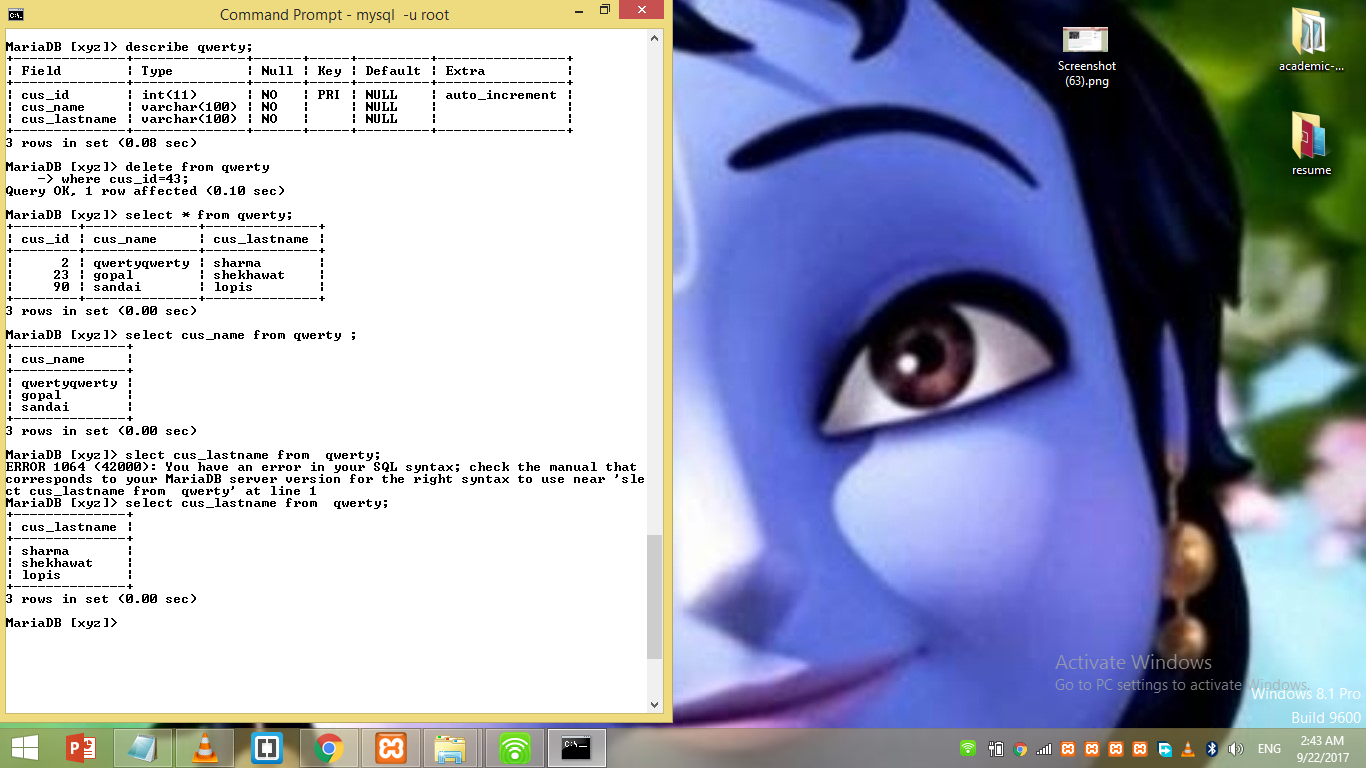 Command Prompt - mysql  -u root
MariaDB [xyz]> describe qwerty;
+--------------+--------------+------+-----+---------+----------------+
| Field        | Type         | Null | Key | Default | Extra          |
+--------------+--------------+------+-----+---------+----------------+
| cus_id       | int(11)      | NO   | PRI | NULL    | auto_increment |
| cus_name     | varchar(100) | NO   |     | NULL    |                |
| cus_lastname | varchar(100) | NO   |     | NULL    |                |
+--------------+--------------+------+-----+---------+----------------+
3 rows in set (0.08 sec)
MariaDB [xyz]> delete from qwerty
    -> where cus_id=43;
Query OK, 1 row affected (0.10 sec)
MariaDB [xyz]> select * from qwerty;
+--------+--------------+--------------+
| cus_id | cus_name     | cus_lastname |
+--------+--------------+--------------+
|      2 | qwertyqwerty | sharma       |
|     23 | gopal        | shekhawat    |
|     90 | sandai       | lopis        |
+--------+--------------+--------------+
3 rows in set (0.00 sec)
MariaDB [xyz]> select cus_name from qwerty ;
+--------------+
| cus_name     |
+--------------+
| qwertyqwerty |
| gopal        |
| sandai       |
+--------------+
3 rows in set (0.00 sec)
MariaDB [xyz]> slect cus_lastname from  qwerty;
ERROR 1064 (42000): You have an error in your SQL syntax; check the manual that
corresponds to your MariaDB server version for the right syntax to use near 'sle
ct cus_lastname from  qwerty' at line 1
MariaDB [xyz]> select cus_lastname from  qwerty;
+--------------+
| cus_lastname |
+--------------+
| sharma       |
| shekhawat    |
| lopis        |
+--------------+
3 rows in set (0.00 sec)
MariaDB [xyz]>
Screenshot
(63).png
academic-...
resume
Activate Windows
Go to PC settings to activate Windows.
Windows 8.1 Pro
Build 9600
ENG
2:43 AM
9/22/2017